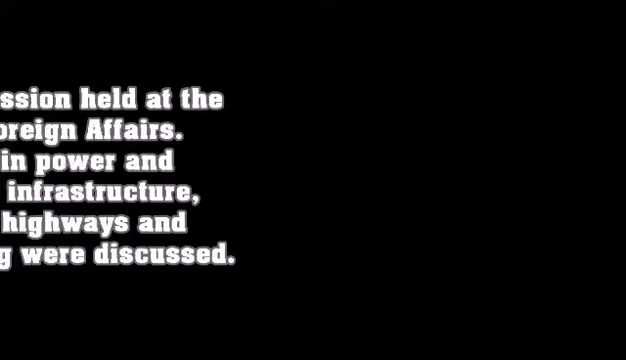 ssion held at the
oreign Affairs.
in power and
infrastructure,
highways and
g were discussed.